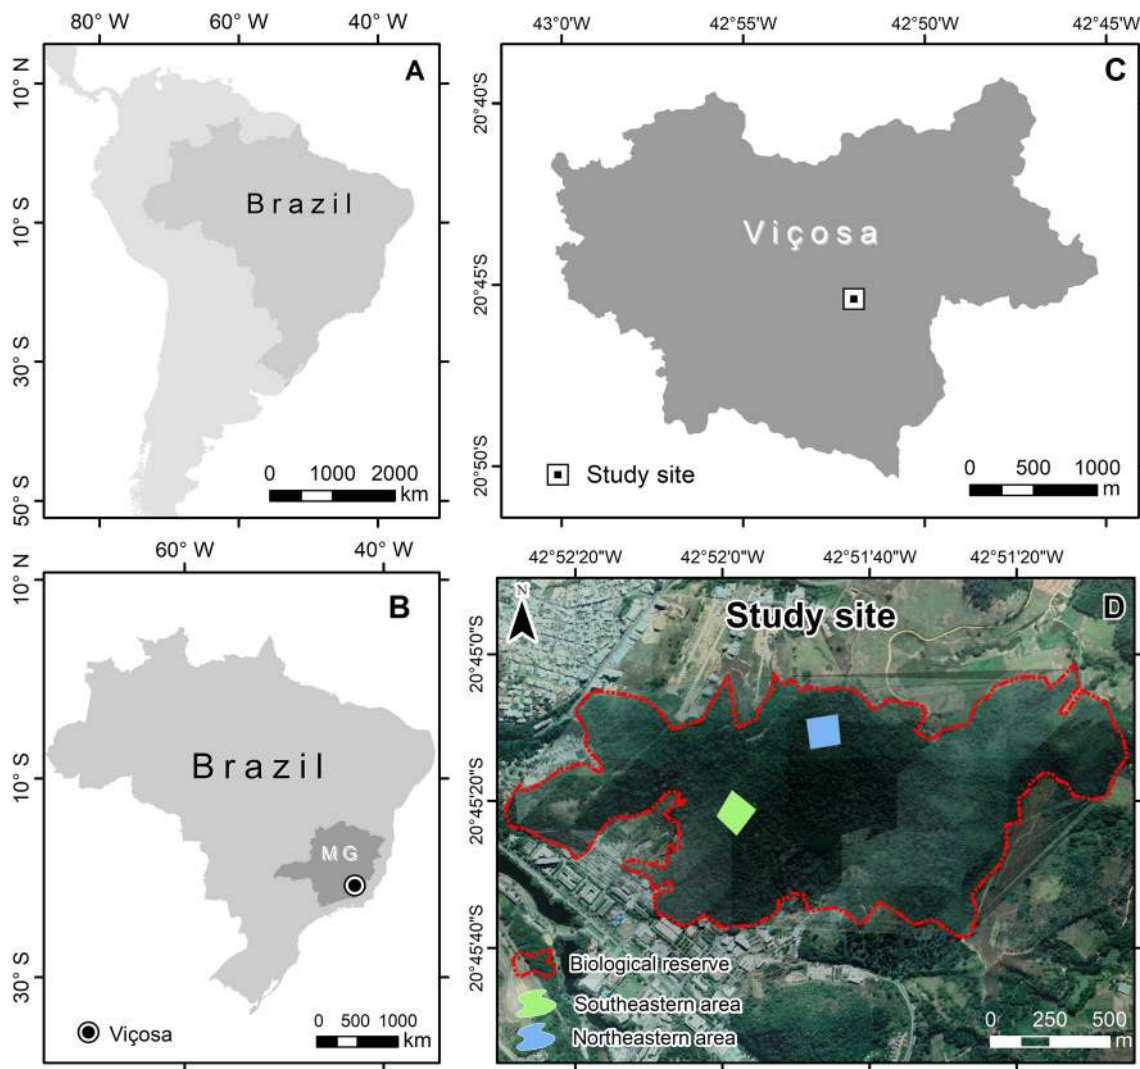 80° W 60° W 40° W
10° N
10°S
30°S
50°S
A
Brazil
0 1000 2000
km
43°0'W 42°55'W 42°50'W 42°45'W
20°40'S
20°45'S
20°50'S
C
Viçosa
Study site
0 500 1000
m
60° W 40° W
10° N
10°S
30°S
B
Brazil
MG
Viçosa
0 500 1000
km
42°52'20"W 42°52'0"W 42°51'40"W 42°51'20"W
20°45'0"S
20°45'20"S
20°45'40"S
N
Study site
D
Biological reserve
Southeastern area
Northeastern area
0 250 500
m